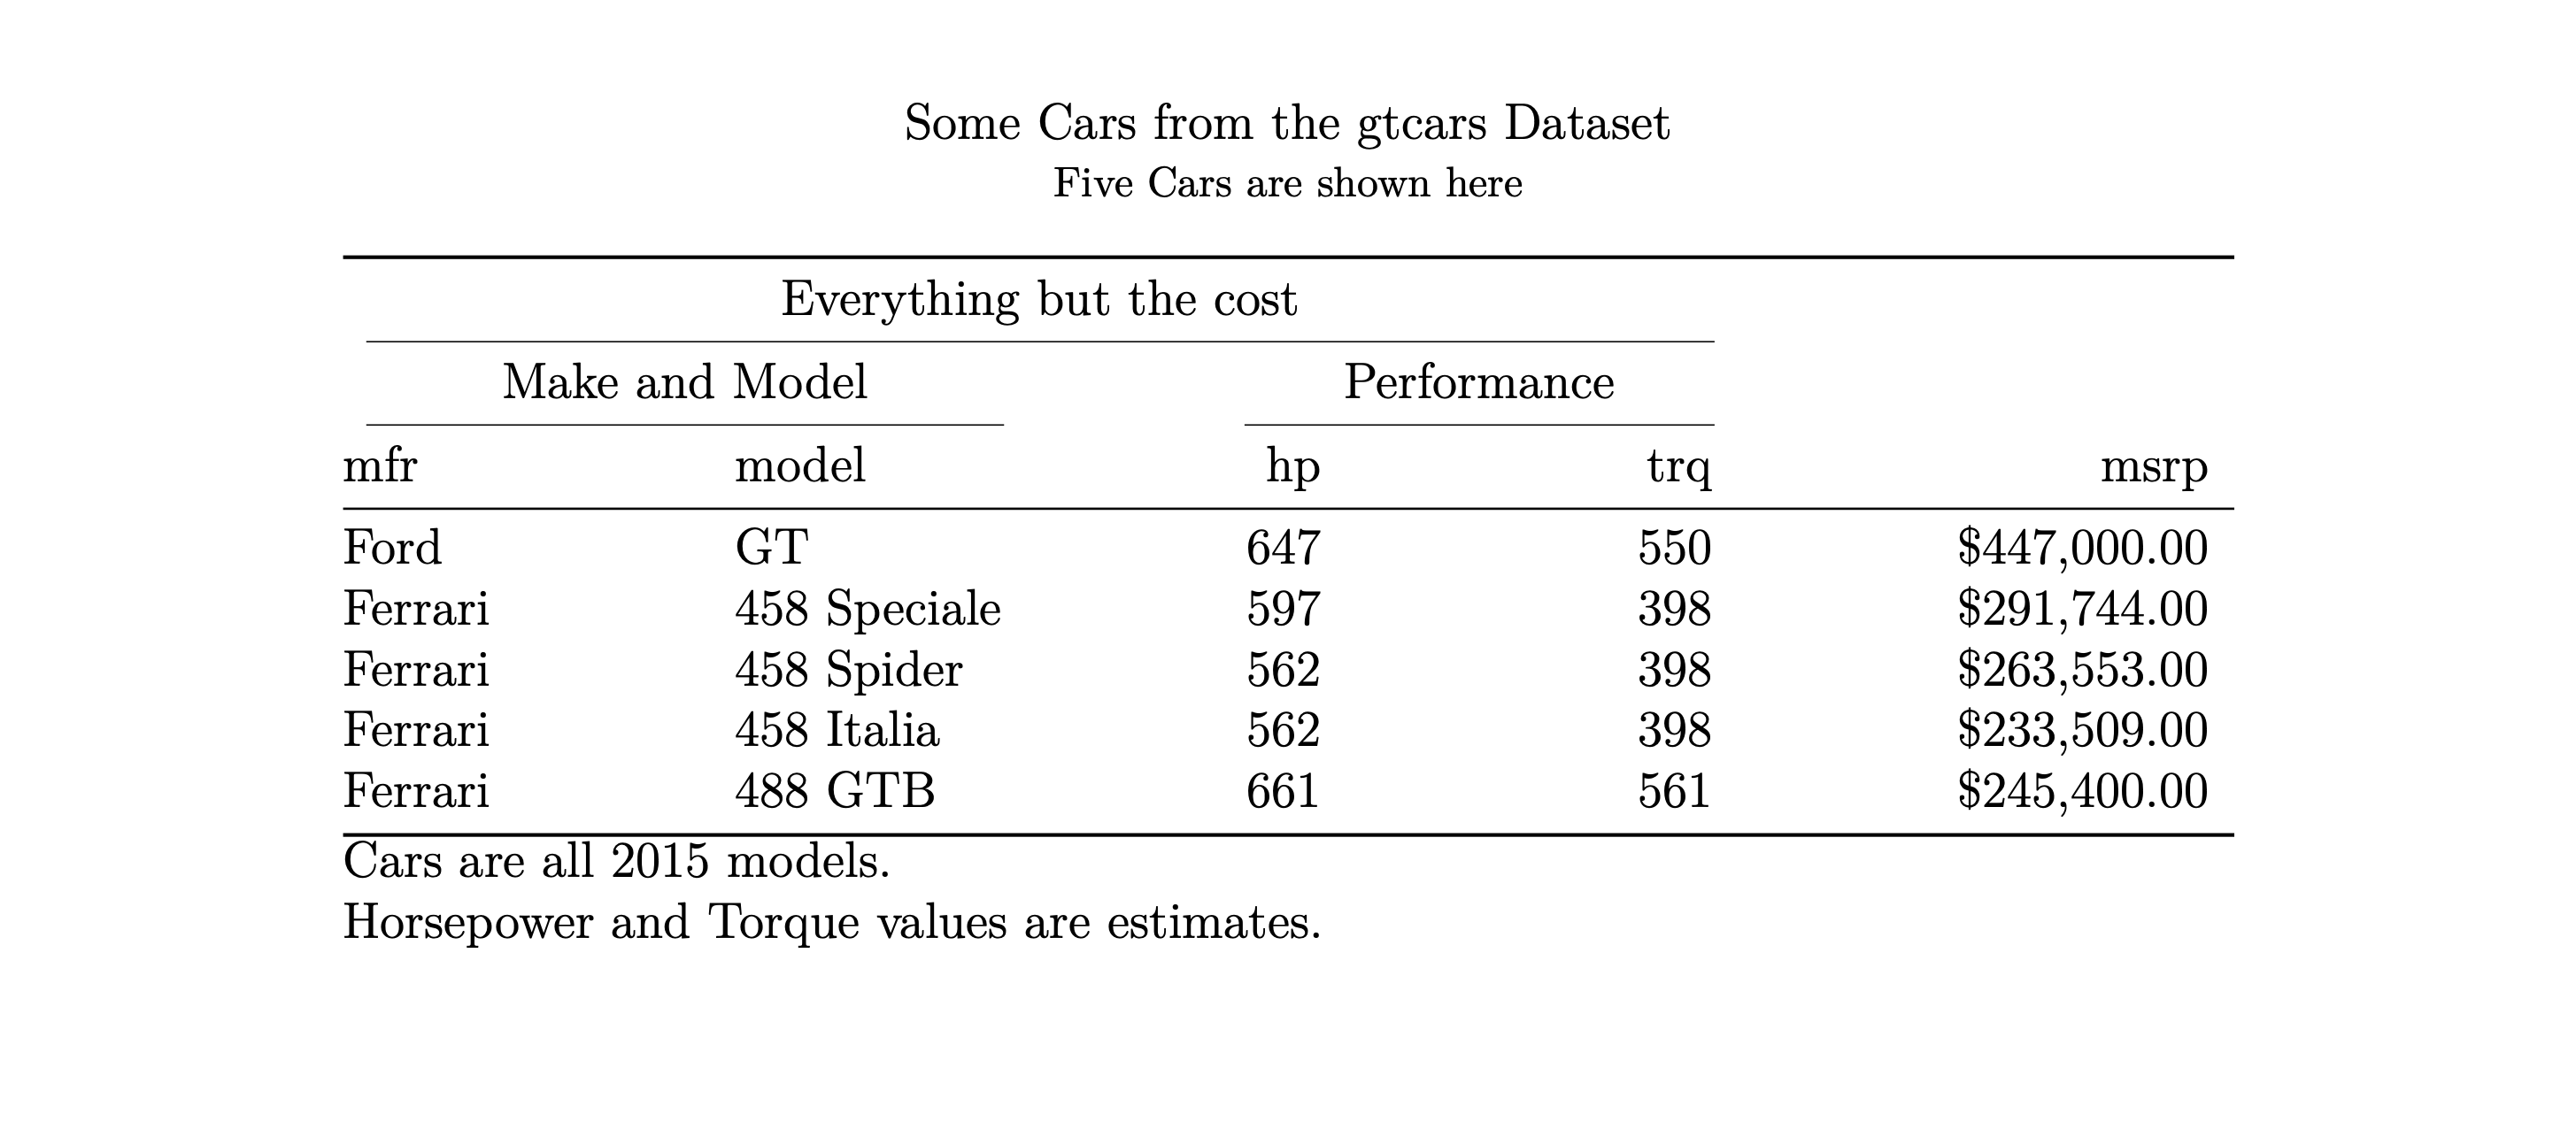 Some Cars from the gtcars Dataset
Five Cars are shown here
Everything but the cost
Make and Model Performance
mfr model hp trq msrp
Ford GT 647 550 $447,000.00
Ferrari 458 Speciale 597 398 $291,744.00
Ferrari 458 Spider 562 398 $263,553.00
Ferrari 458 Italia 562 398 $233,509.00
Ferrari 488 GTB 661 561 $245,400.00
Cars are all 2015 models.
Horsepower and Torque values are estimates.